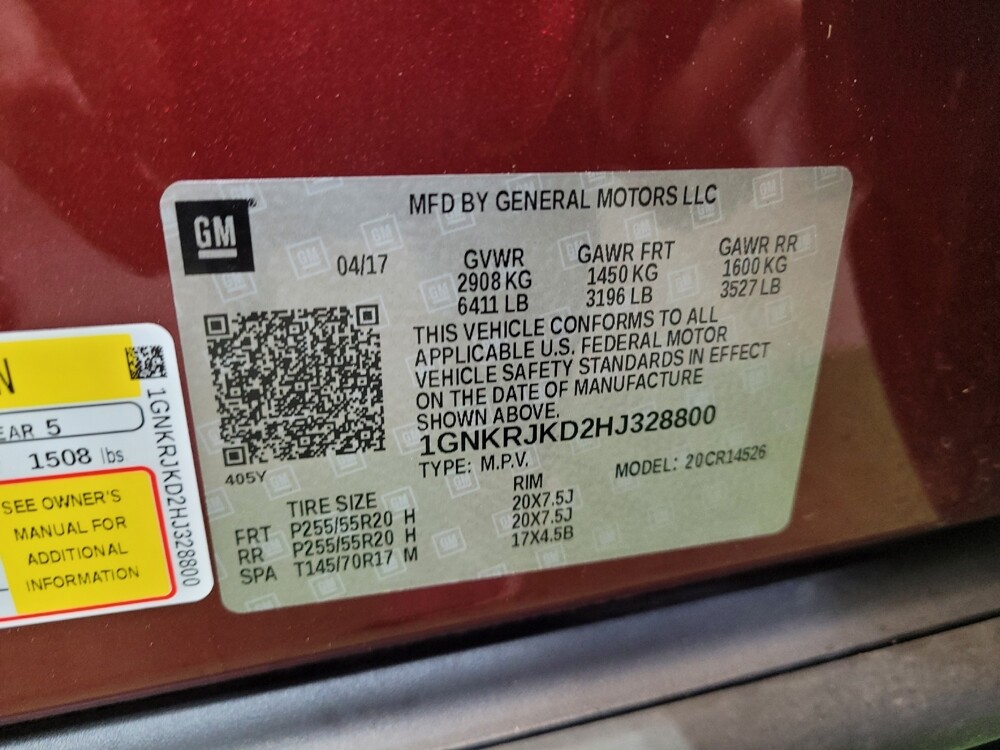 GM
MFD BY GENERAL MOTORS LLC
04/17
GVWR GAWR FRT GAWR RR
2908 KG 1450 KG 1600 KG
6411 LB 3196 LB 3527 LB
THIS VEHICLE CONFORMS TO ALL
APPLICABLE U.S. FEDERAL MOTOR
VEHICLE SAFETY STANDARDS IN EFFECT
ON THE DATE OF MANUFACTURE
SHOWN ABOVE.
1GNKRJKD2HJ328800
TYPE: M.P.V. MODEL: 20CR14526
405Y
TIRE SIZE RIM
FRT P255/55R20 H 20X7.5J
RR P255/55R20 H 20X7.5J
SPA T145/70R17 M 17X4.5B
N
EAR 5
1508 lbs
SEE OWNER'S
MANUAL FOR
ADDITIONAL
INFORMATION
1GNKRJKD2HJ328800